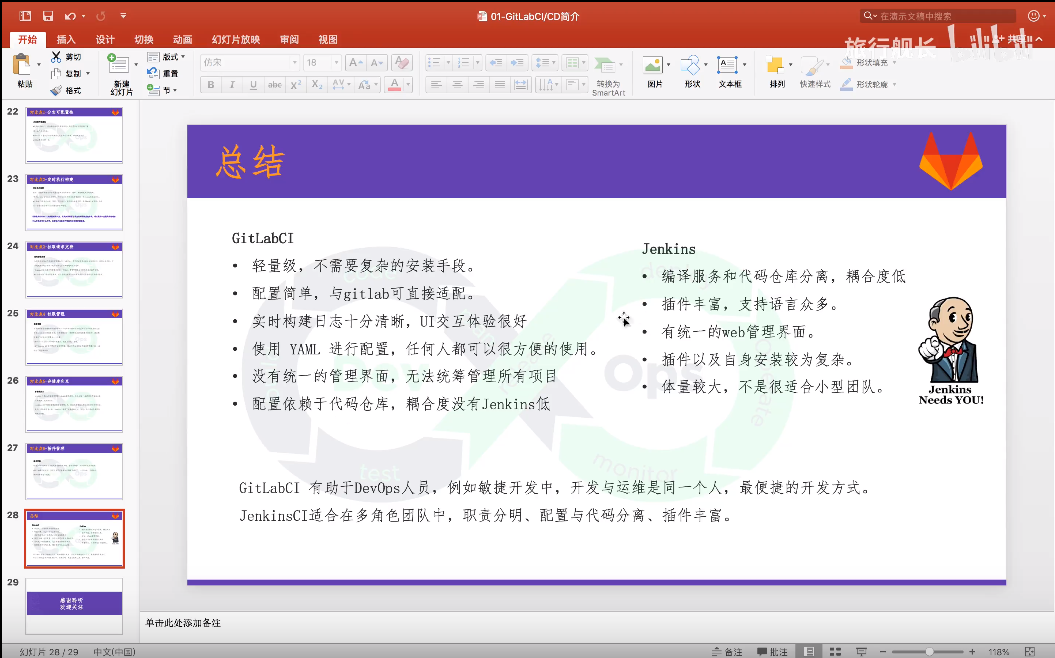 01-GitLabCI/CD简介
在演示文稿中搜索
开始 插入 设计 切换 动画 幻灯片放映 审阅 视图
旅行舰长
bilibili
共享
粘贴
剪切
复制
格式
新建
幻灯片
版式
重置
节
仿宋
18
B I U abc X² X₂
转换为
SmartArt
图片
形状
文本框
排列
快速样式
形状填充
形状轮廓
22
23
24
25
26
27
28
总结
29
感谢聆听
总结
GitLabCI
• 轻量级，不需要复杂的安装手段。
• 配置简单，与gitlab可直接适配。
• 实时构建日志十分清晰，UI交互体验很好
• 使用 YAML 进行配置，任何人都可以很方便的使用。
• 没有统一的管理界面，无法统筹管理所有项目
• 配置依赖于代码仓库，耦合度没有Jenkins低
Jenkins
• 编译服务和代码仓库分离，耦合度低
• 插件丰富，支持语言众多。
• 有统一的web管理界面。
• 插件以及自身安装较为复杂。
• 体量较大，不是很适合小型团队。
Jenkins
Needs YOU!
Ops
test
monitor
GitLabCI 有助于DevOps人员，例如敏捷开发中，开发与运维是同一个人，最便捷的开发方式。
JenkinsCI适合在多角色团队中，职责分明、配置与代码分离、插件丰富。
单击此处添加备注
幻灯片 28 / 29 中文(中国)
备注 批注
118%